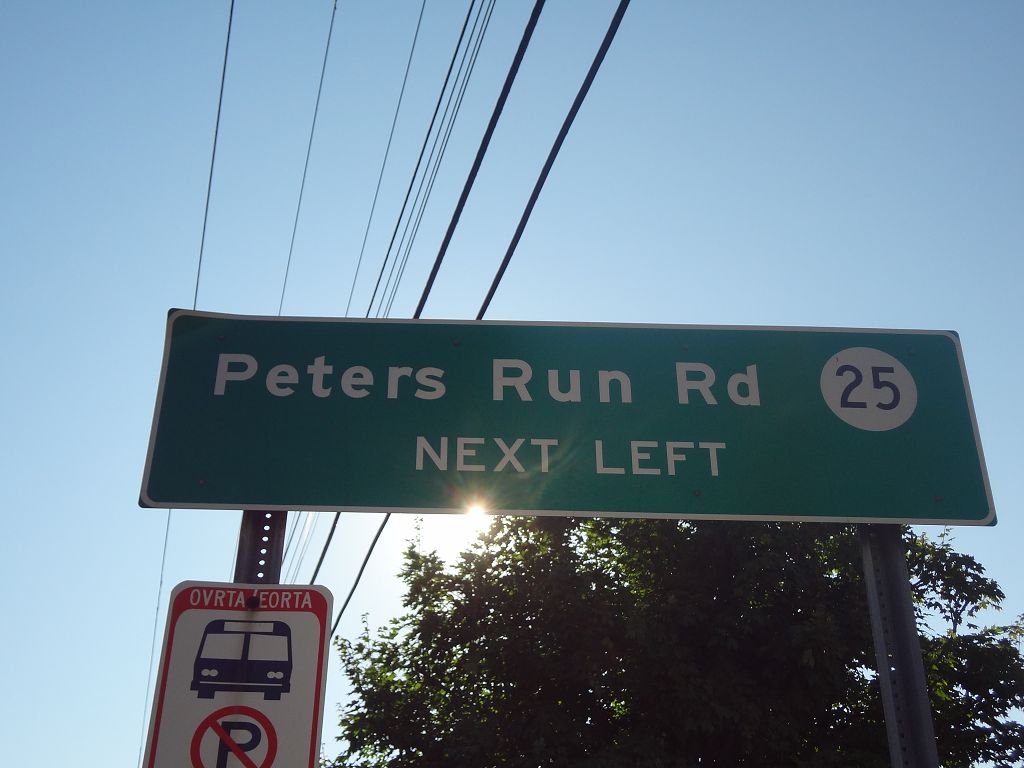 Peters Run Rd 25
NEXT LEFT
OVRTA/EORTA
P